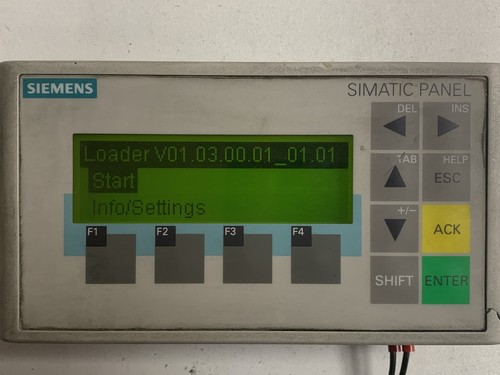 SIEMENS
SIMATIC PANEL
DEL
INS
Loader V01.03.00.01_01.01
Start
Info/Settings
TAB
HELP
ESC
+/−
ACK
F1
F2
F3
F4
SHIFT
ENTER